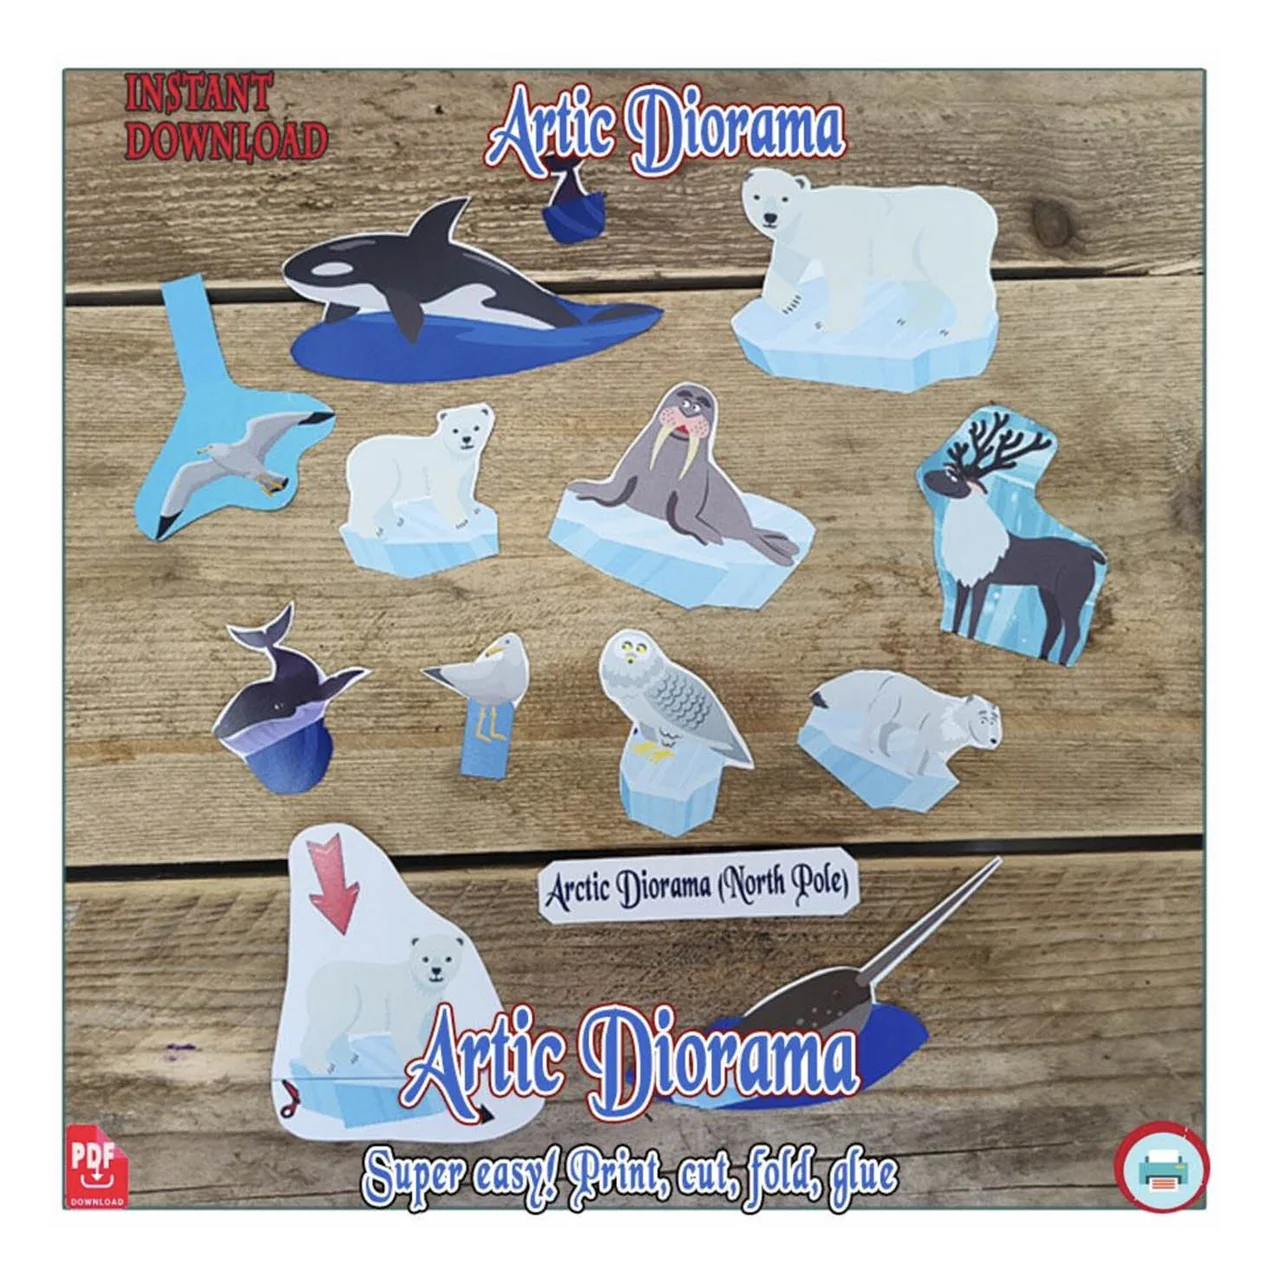 INSTANT
DOWNLOAD
Artic Diorama
Arctic Diorama (North Pole)
Artic Diorama
Super easy! Print, cut, fold, glue
PDF
DOWNLOAD